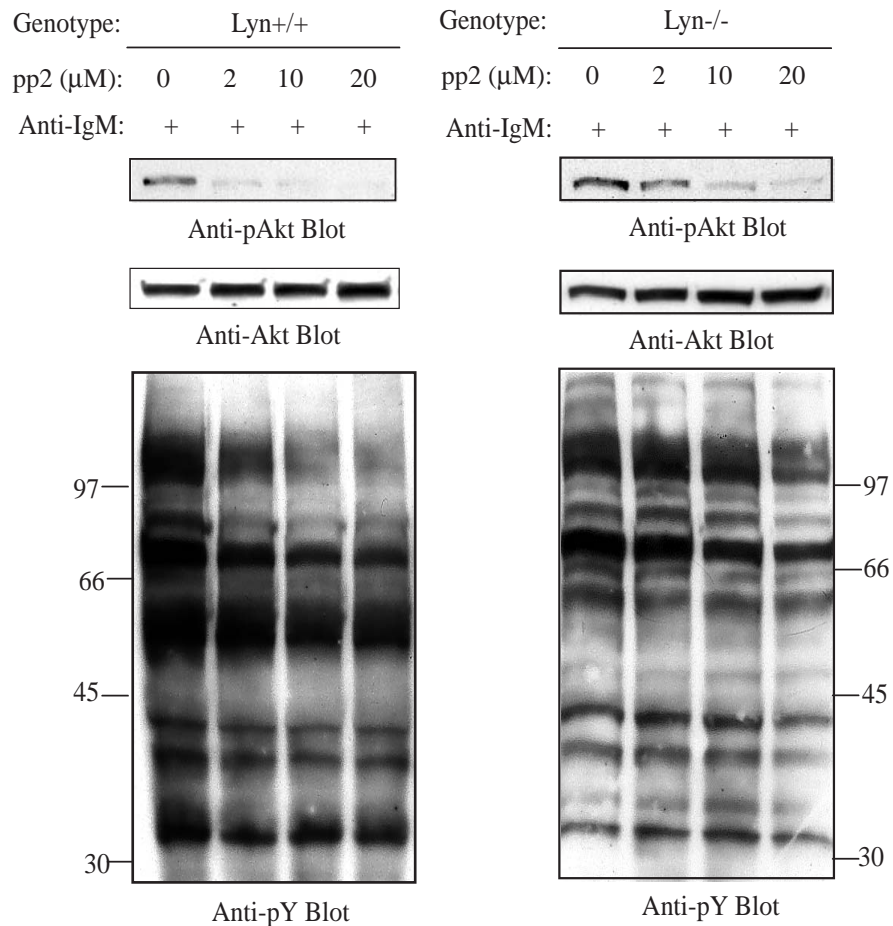 Genotype: Lyn+/+
pp2 (μM): 0 2 10 20
Anti-IgM: + + + +
Anti-pAkt Blot
Anti-Akt Blot
97
66
45
30
Anti-pY Blot
Genotype: Lyn-/-
pp2 (μM): 0 2 10 20
Anti-IgM: + + + +
Anti-pAkt Blot
Anti-Akt Blot
97
66
45
30
Anti-pY Blot